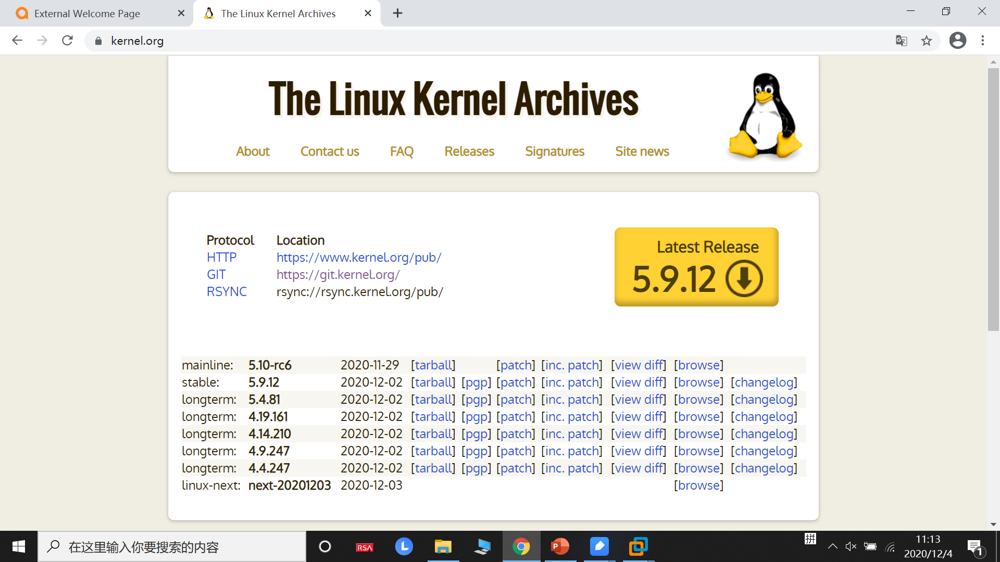 External Welcome Page
The Linux Kernel Archives
kernel.org
The Linux Kernel Archives
About Contact us FAQ Releases Signatures Site news
Protocol Location
HTTP https://www.kernel.org/pub/
GIT https://git.kernel.org/
RSYNC rsync://rsync.kernel.org/pub/
Latest Release
5.9.12
mainline: 5.10-rc6 2020-11-29 [tarball] [patch] [inc. patch] [view diff] [browse]
stable: 5.9.12 2020-12-02 [tarball] [pgp] [patch] [inc. patch] [view diff] [browse] [changelog]
longterm: 5.4.81 2020-12-02 [tarball] [pgp] [patch] [inc. patch] [view diff] [browse] [changelog]
longterm: 4.19.161 2020-12-02 [tarball] [pgp] [patch] [inc. patch] [view diff] [browse] [changelog]
longterm: 4.14.210 2020-12-02 [tarball] [pgp] [patch] [inc. patch] [view diff] [browse] [changelog]
longterm: 4.9.247 2020-12-02 [tarball] [pgp] [patch] [inc. patch] [view diff] [browse] [changelog]
longterm: 4.4.247 2020-12-02 [tarball] [pgp] [patch] [inc. patch] [view diff] [browse] [changelog]
linux-next: next-20201203 2020-12-03 [browse]
在这里输入你要搜索的内容
RSA
L
P
拼
11:13
2020/12/4
1